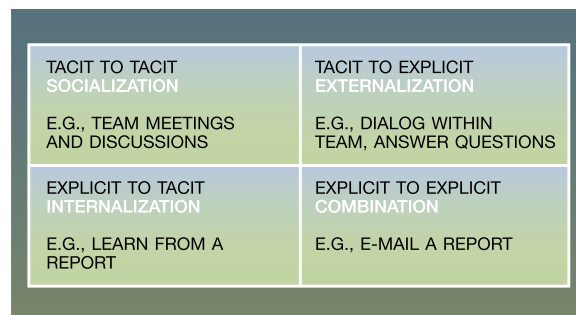 TACIT TO TACIT
SOCIALIZATION
E.G., TEAM MEETINGS
AND DISCUSSIONS
TACIT TO EXPLICIT
EXTERNALIZATION
E.G., DIALOG WITHIN
TEAM, ANSWER QUESTIONS
EXPLICIT TO TACIT
INTERNALIZATION
E.G., LEARN FROM A
REPORT
EXPLICIT TO EXPLICIT
COMBINATION
E.G., E-MAIL A REPORT